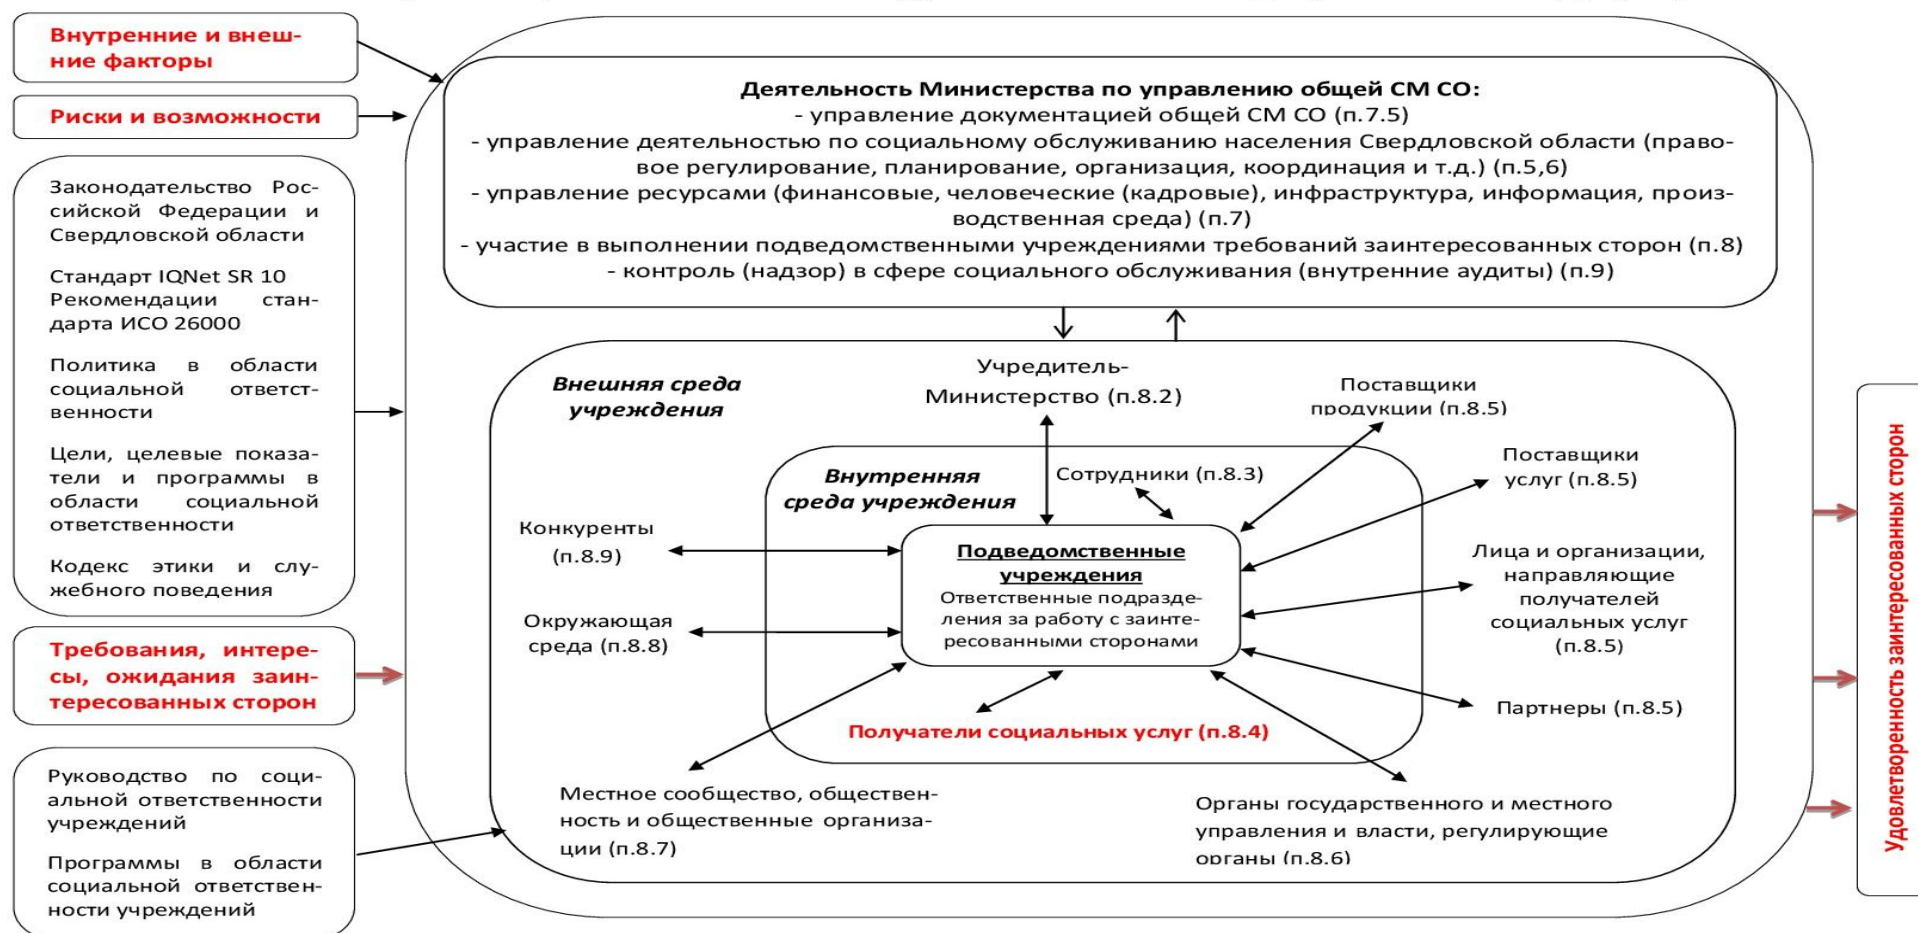 Внутренние и внеш-
ние факторы
Риски и возможности
Законодательство Рос-
сийской Федерации и
Свердловской области
Стандарт IQNet SR 10
Рекомендации стан-
дарта ИСО 26000
Политика в области
социальной ответст-
венности
Цели, целевые показа-
тели и программы в
области социальной
ответственности
Кодекс этики и слу-
жебного поведения
Требования, интере-
сы, ожидания заин-
тересованных сторон
Руководство по соци-
альной ответственности
учреждений
Программы в области
социальной ответствен-
ности учреждений
Деятельность Министерства по управлению общей СМ СО:
- управление документацией общей СМ СО (п.7.5)
- управление деятельностью по социальному обслуживанию населения Свердловской области (право-
вое регулирование, планирование, организация, координация и т.д.) (п.5,6)
- управление ресурсами (финансовые, человеческие (кадровые), инфраструктура, информация, произ-
водственная среда) (п.7)
- участие в выполнении подведомственными учреждениями требований заинтересованных сторон (п.8)
- контроль (надзор) в сфере социального обслуживания (внутренние аудиты) (п.9)
Внешняя среда
учреждения
Учредитель-
Министерство (п.8.2)
Поставщики
продукции (п.8.5)
Внутренняя
среда учреждения
Сотрудники (п.8.3)
Поставщики
услуг (п.8.5)
Конкуренты
(п.8.9)
Подведомственные
учреждения
Ответственные подразде-
ления за работу с заинте-
ресованными сторонами
Лица и организации,
направляющие
получателей
социальных услуг
(п.8.5)
Окружающая
среда (п.8.8)
Партнеры (п.8.5)
Получатели социальных услуг (п.8.4)
Местное сообщество, обществен-
ность и общественные организа-
ции (п.8.7)
Органы государственного и местного
управления и власти, регулирующие
органы (п.8.6)
Удовлетворенность заинтересованных сторон